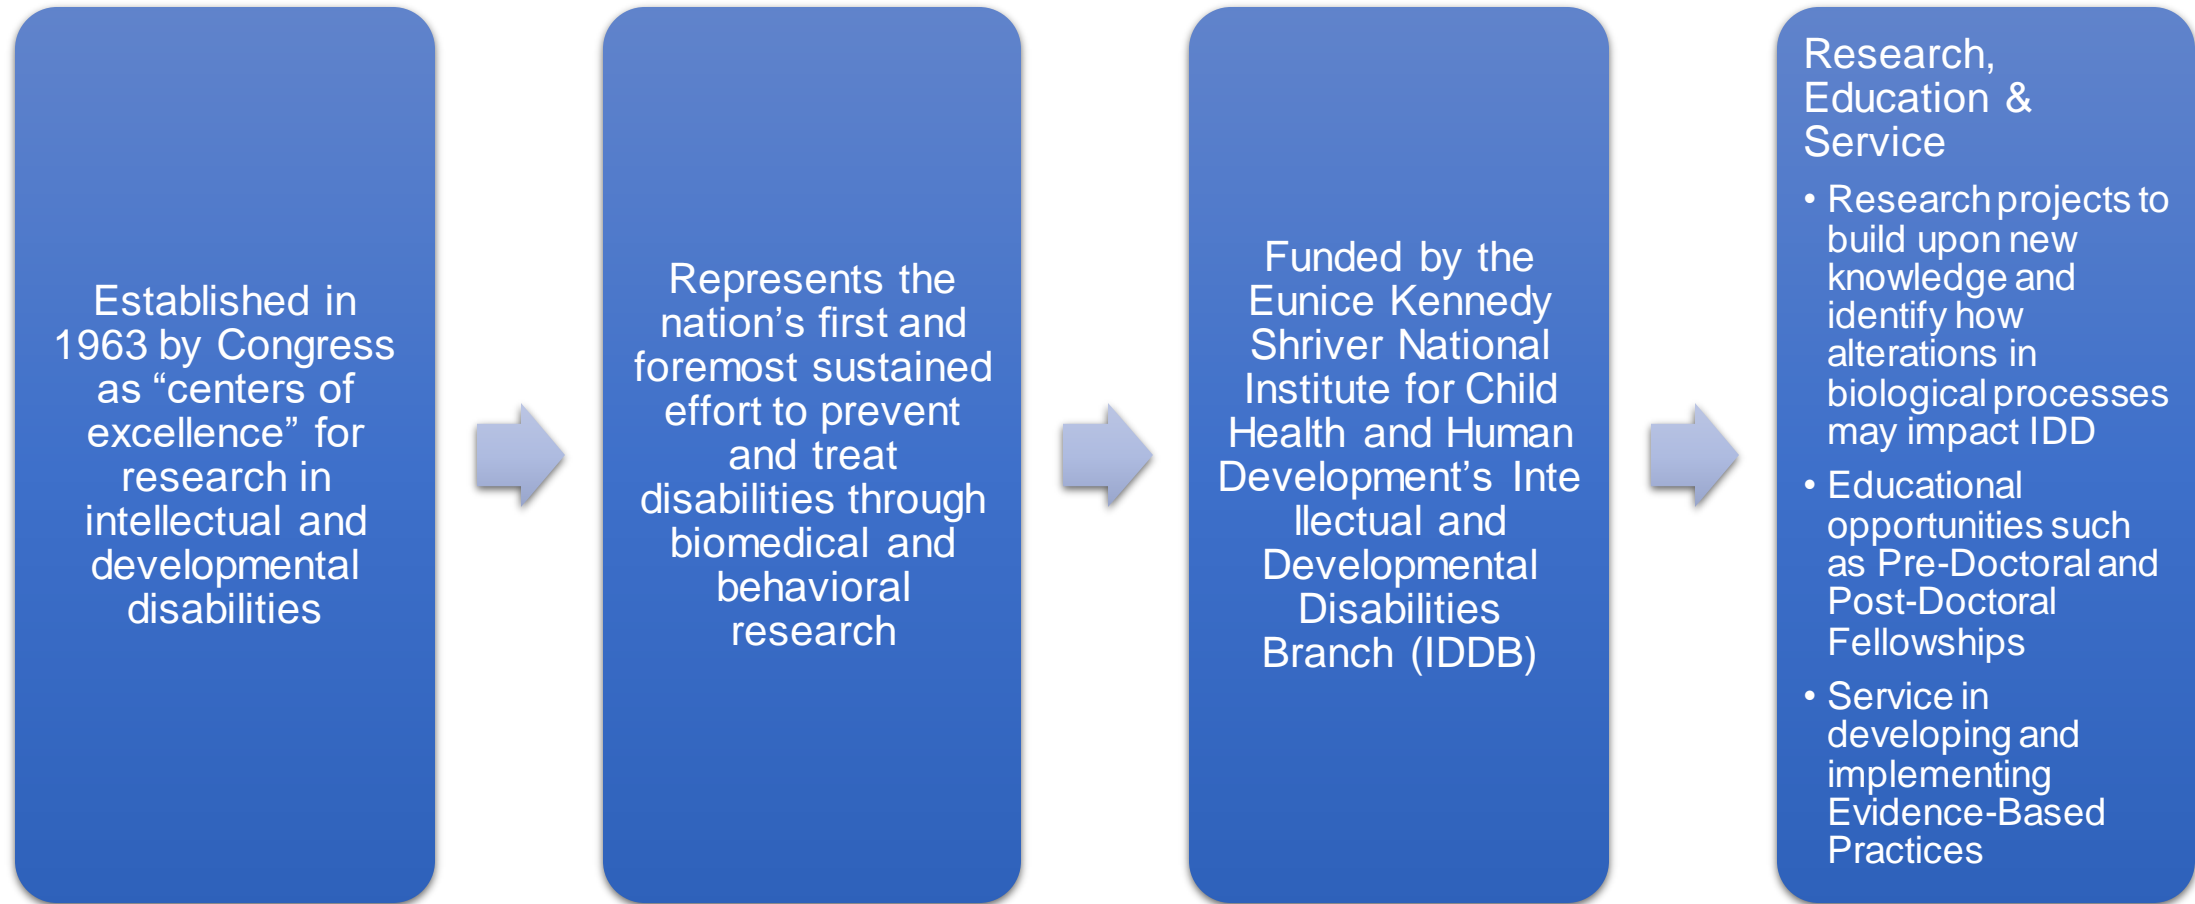 Established in
1963 by Congress
as “centers of
excellence” for
research in
intellectual and
developmental
disabilities
Represents the
nation’s first and
foremost sustained
effort to prevent
and treat
disabilities through
biomedical and
behavioral
research
Funded by the
Eunice Kennedy
Shriver National
Institute for Child
Health and Human
Development’s Inte
llectual and
Developmental
Disabilities
Branch (IDDB)
Research,
Education &
Service
• Research projects to
build upon new
knowledge and
identify how
alterations in
biological processes
may impact IDD
• Educational
opportunities such
as Pre-Doctoral and
Post-Doctoral
Fellowships
• Service in
developing and
implementing
Evidence-Based
Practices